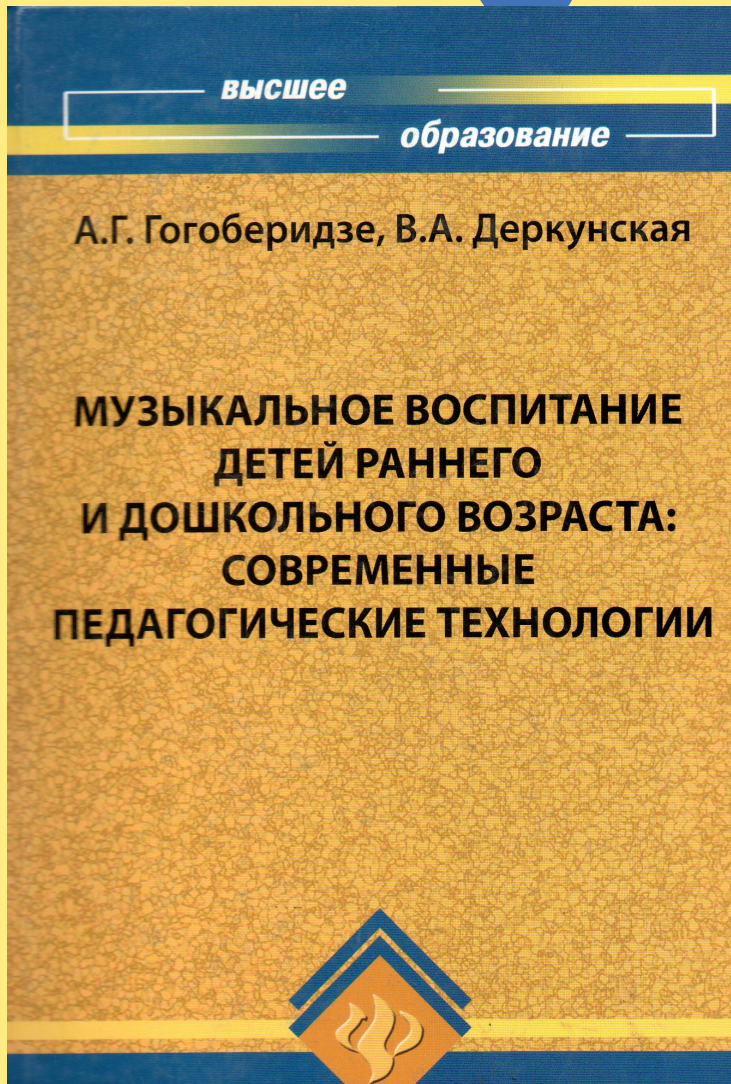 высшее
образование
А.Г. Гогоберидзе, В.А. Деркунская
МУЗЫКАЛЬНОЕ ВОСПИТАНИЕ
ДЕТЕЙ РАННЕГО
И ДОШКОЛЬНОГО ВОЗРАСТА:
СОВРЕМЕННЫЕ
ПЕДАГОГИЧЕСКИЕ ТЕХНОЛОГИИ